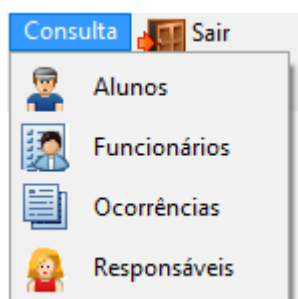 Consulta Sair
Alunos
Funcionários
Ocorrências
Responsáveis